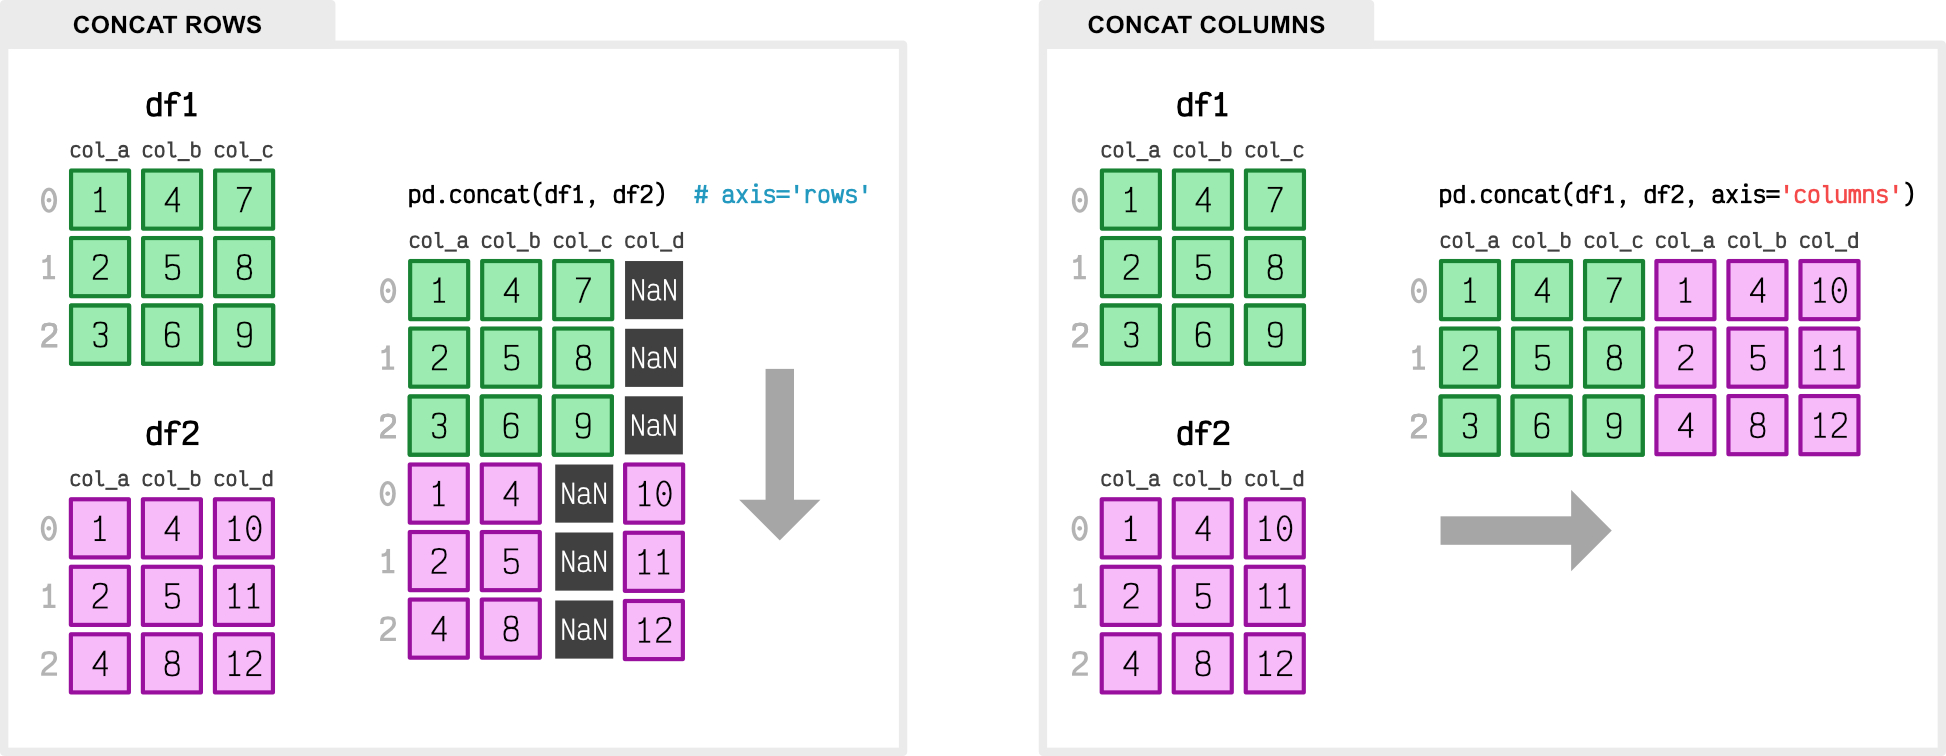 CONCAT ROWS
df1
col_a col_b col_c
0 1 4 7
1 2 5 8
2 3 6 9
df2
col_a col_b col_d
0 1 4 10
1 2 5 11
2 4 8 12
pd.concat(df1, df2) # axis='rows'
col_a col_b col_c col_d
0 1 4 7 NaN
1 2 5 8 NaN
2 3 6 9 NaN
0 1 4 NaN 10
1 2 5 NaN 11
2 4 8 NaN 12
CONCAT COLUMNS
df1
col_a col_b col_c
0 1 4 7
1 2 5 8
2 3 6 9
df2
col_a col_b col_d
0 1 4 10
1 2 5 11
2 4 8 12
pd.concat(df1, df2, axis='columns')
col_a col_b col_c col_a col_b col_d
0 1 4 7 1 4 10
1 2 5 8 2 5 11
2 3 6 9 4 8 12